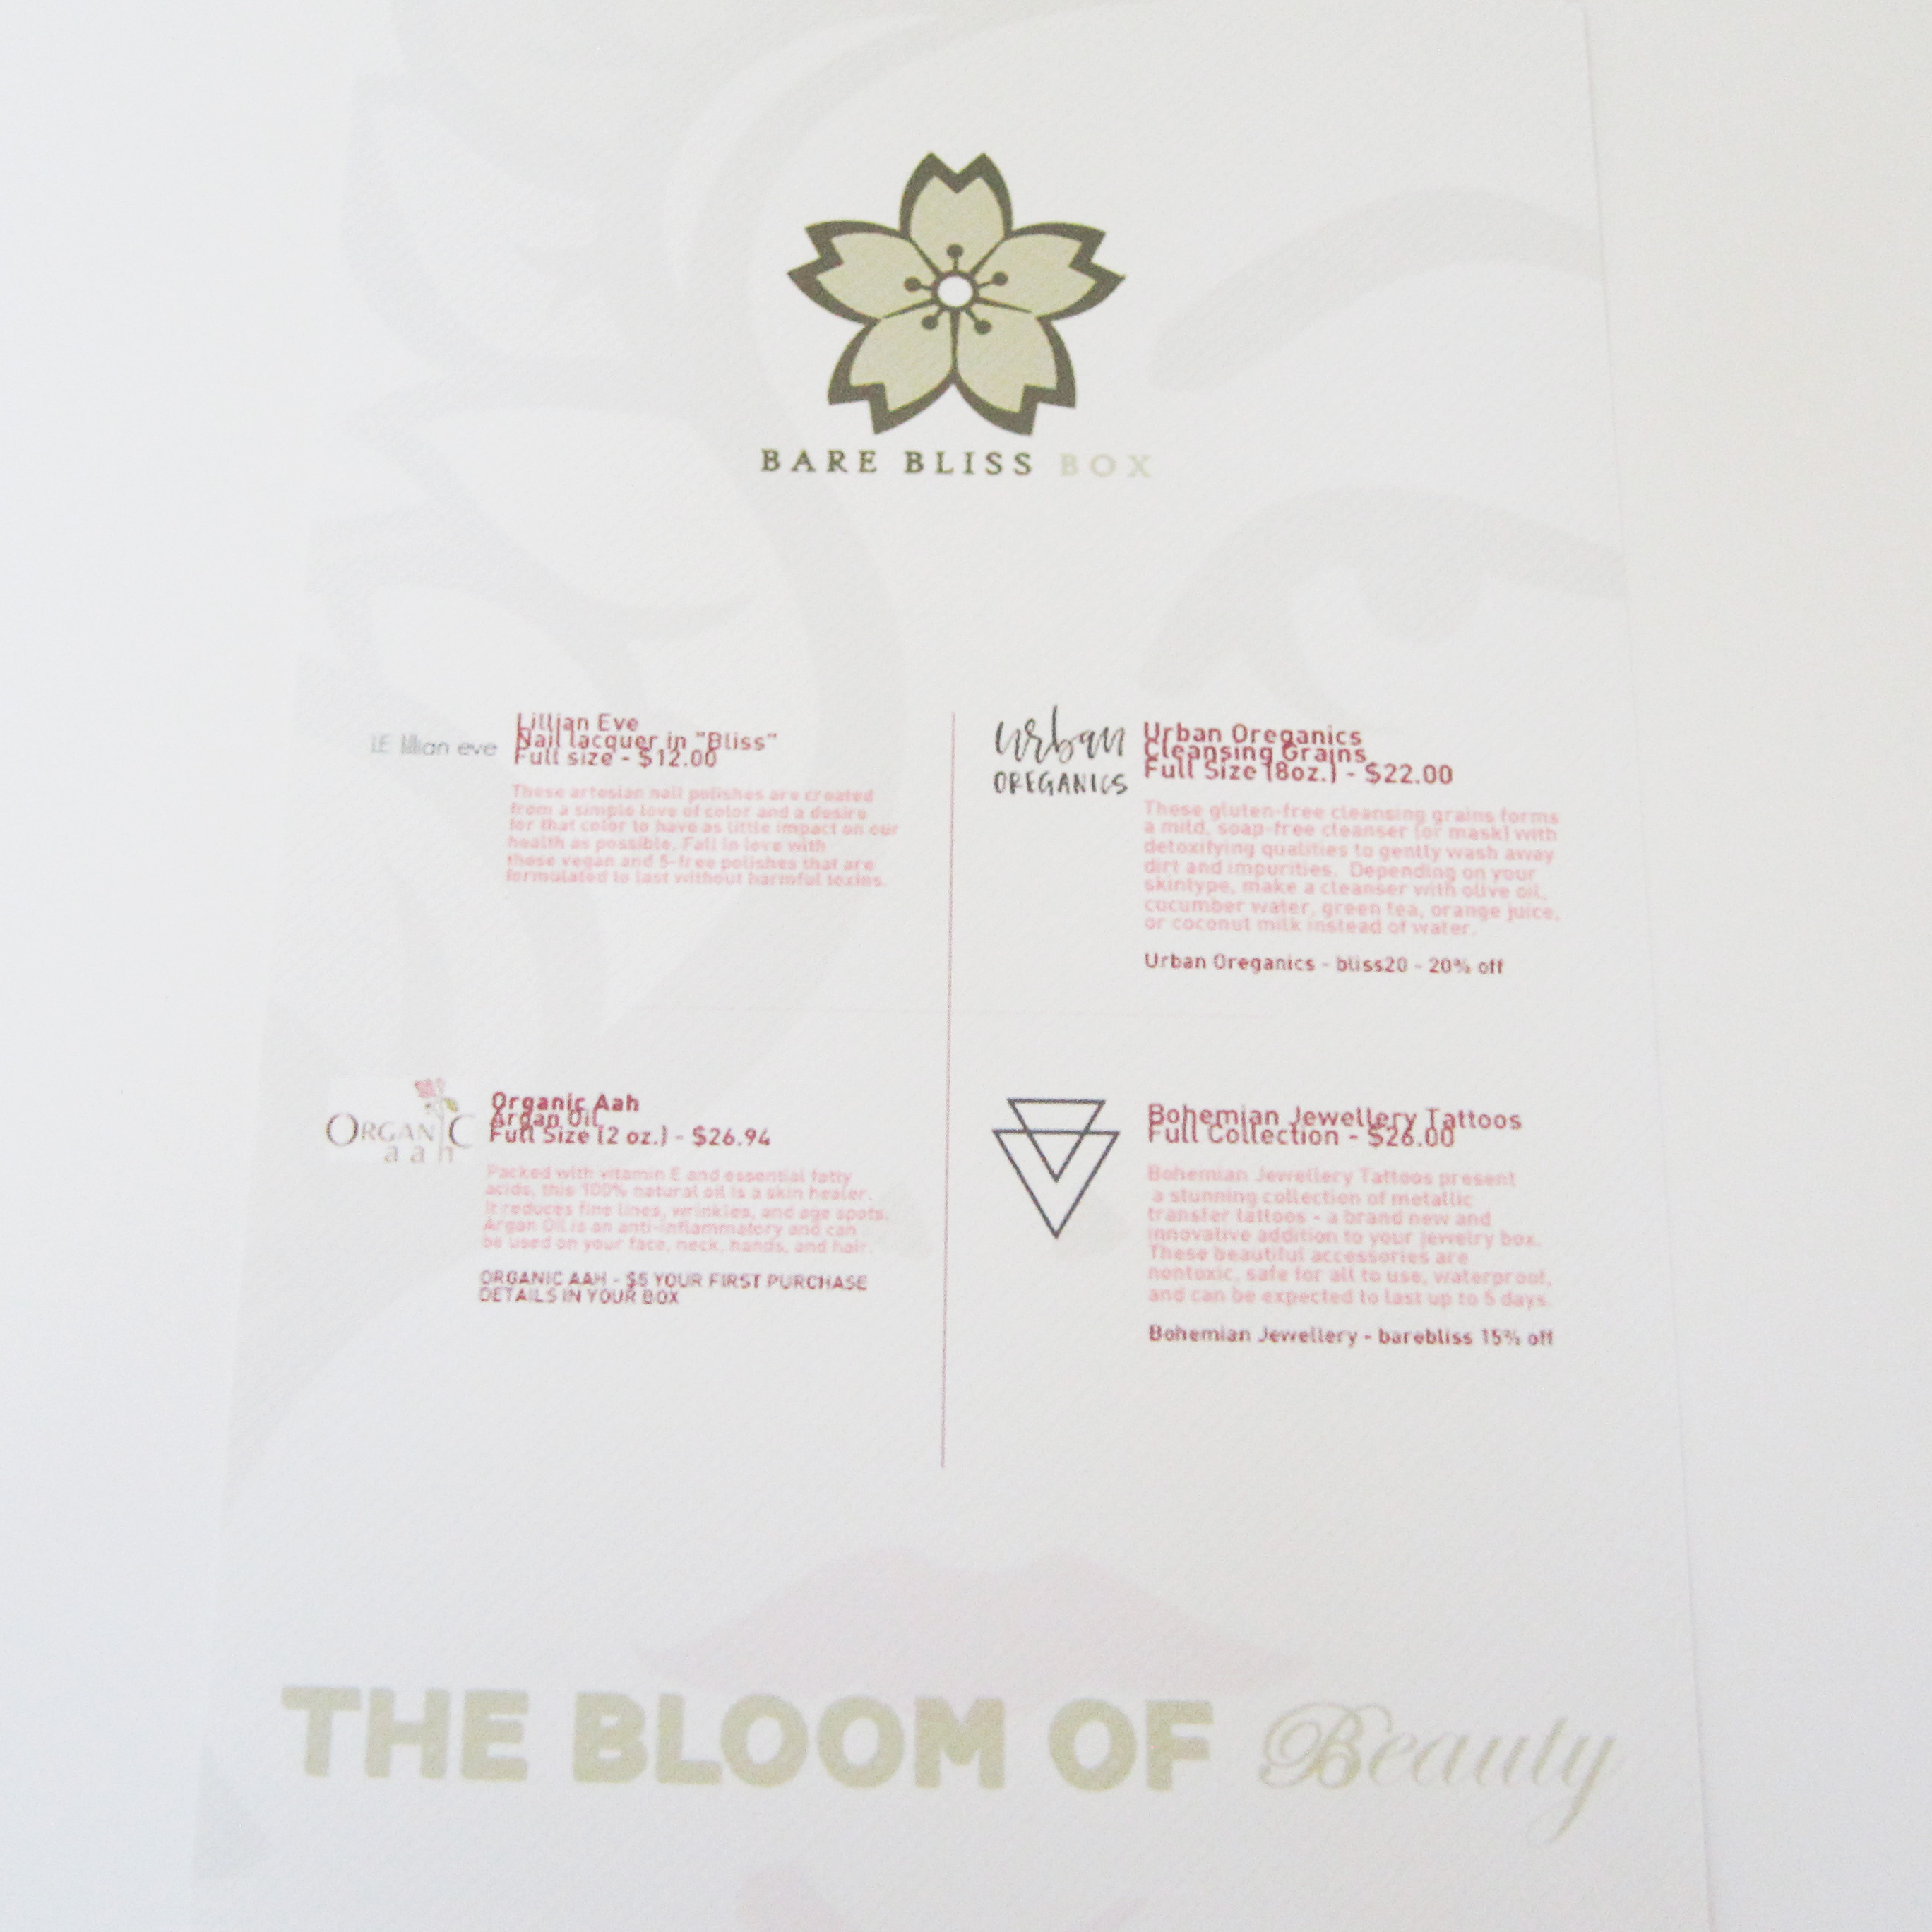 BARE BLISS BOX
LE lillian eve
Lillian Eve
Nail lacquer in "Bliss"
Full size - $12.00
These artesian nail polishes are created
from a simple love of color and a desire
for that color to have as little impact on our
health as possible. Fall in love with
these vegan and 5-free polishes that are
formulated to last without harmful toxins.
urban
OREGANICS
Urban Oreganics
Cleansing Grains
Full Size (8oz.) - $22.00
These gluten-free cleansing grains forms
a mild, soap-free cleanser (or mask) with
detoxifying qualities to gently wash away
dirt and impurities. Depending on your
skintype, make a cleanser with olive oil,
cucumber water, green tea, orange juice,
or coconut milk instead of water.
Urban Oreganics - bliss20 - 20% off
ORGANIC
aah
Organic Aah
Argan Oil
Full Size (2 oz.) - $26.94
Packed with vitamin E and essential fatty
acids, this 100% natural oil is a skin healer.
It reduces fine lines, wrinkles, and age spots.
Argan Oil is an anti-inflammatory and can
be used on your face, neck, hands, and hair.
ORGANIC AAH - $5 YOUR FIRST PURCHASE
DETAILS IN YOUR BOX
Bohemian Jewellery Tattoos
Full Collection - $26.00
Bohemian Jewellery Tattoos present
a stunning collection of metallic
transfer tattoos - a brand new and
innovative addition to your jewelry box.
These beautiful accessories are
nontoxic, safe for all to use, waterproof,
and can be expected to last up to 5 days.
Bohemian Jewellery - barebliss 15% off
THE BLOOM OF Beauty